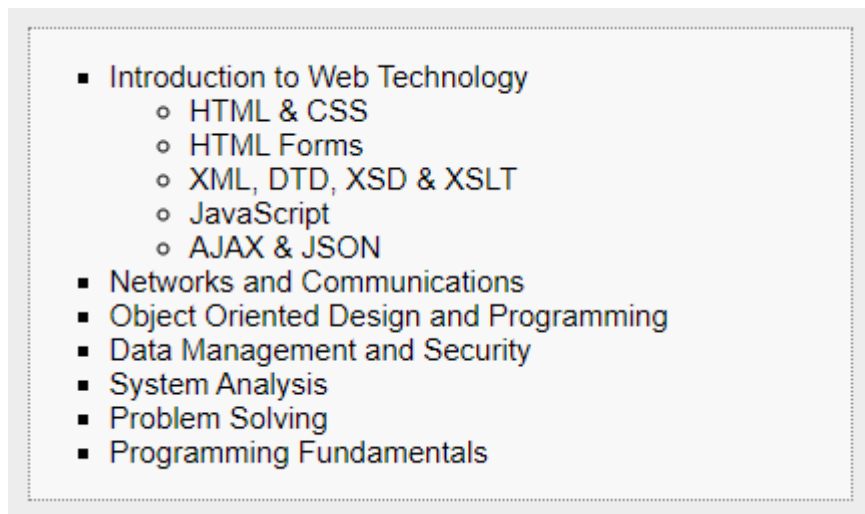 Introduction to Web Technology
HTML & CSS
HTML Forms
XML, DTD, XSD & XSLT
JavaScript
AJAX & JSON
Networks and Communications
Object Oriented Design and Programming
Data Management and Security
System Analysis
Problem Solving
Programming Fundamentals